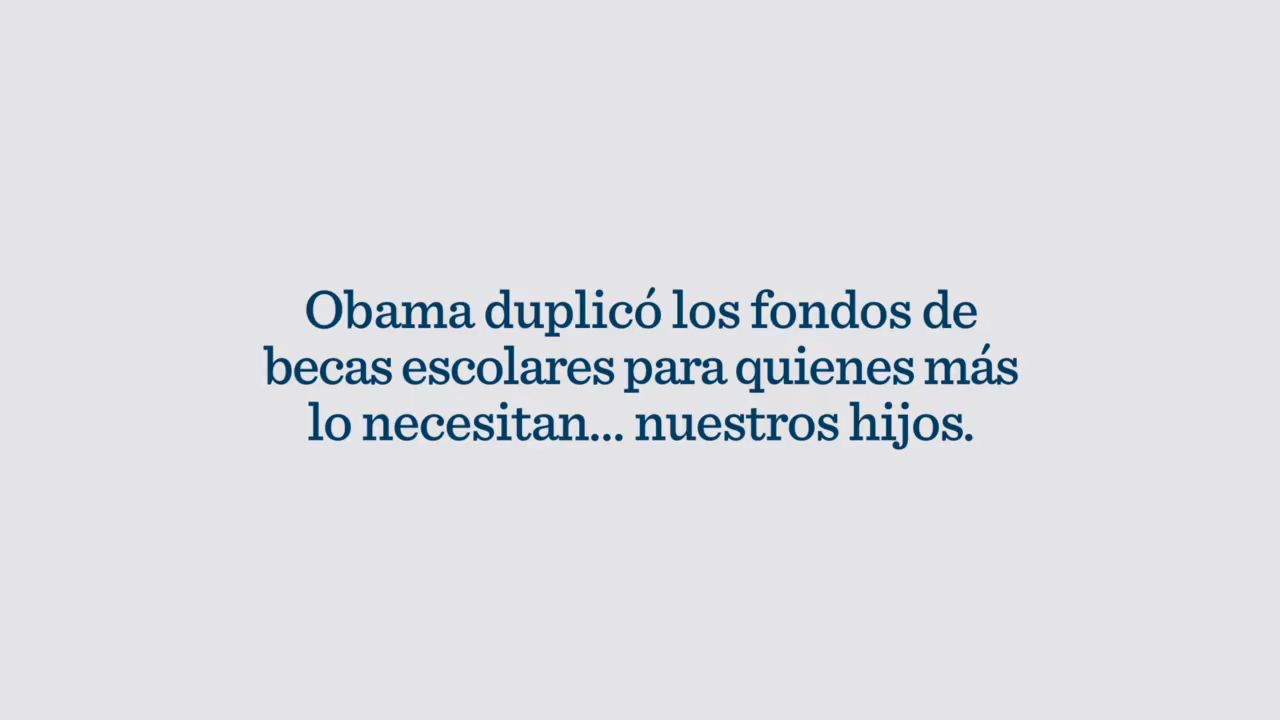 Obama duplicó los fondos de
becas escolares para quienes más
lo necesitan... nuestros hijos.